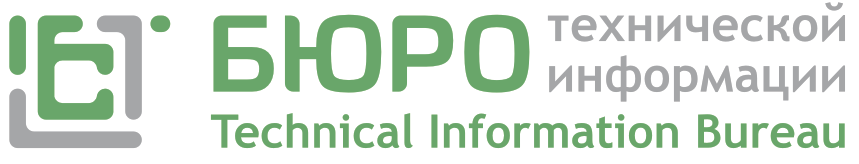 БЮРО технической
информации
Technical Information Bureau